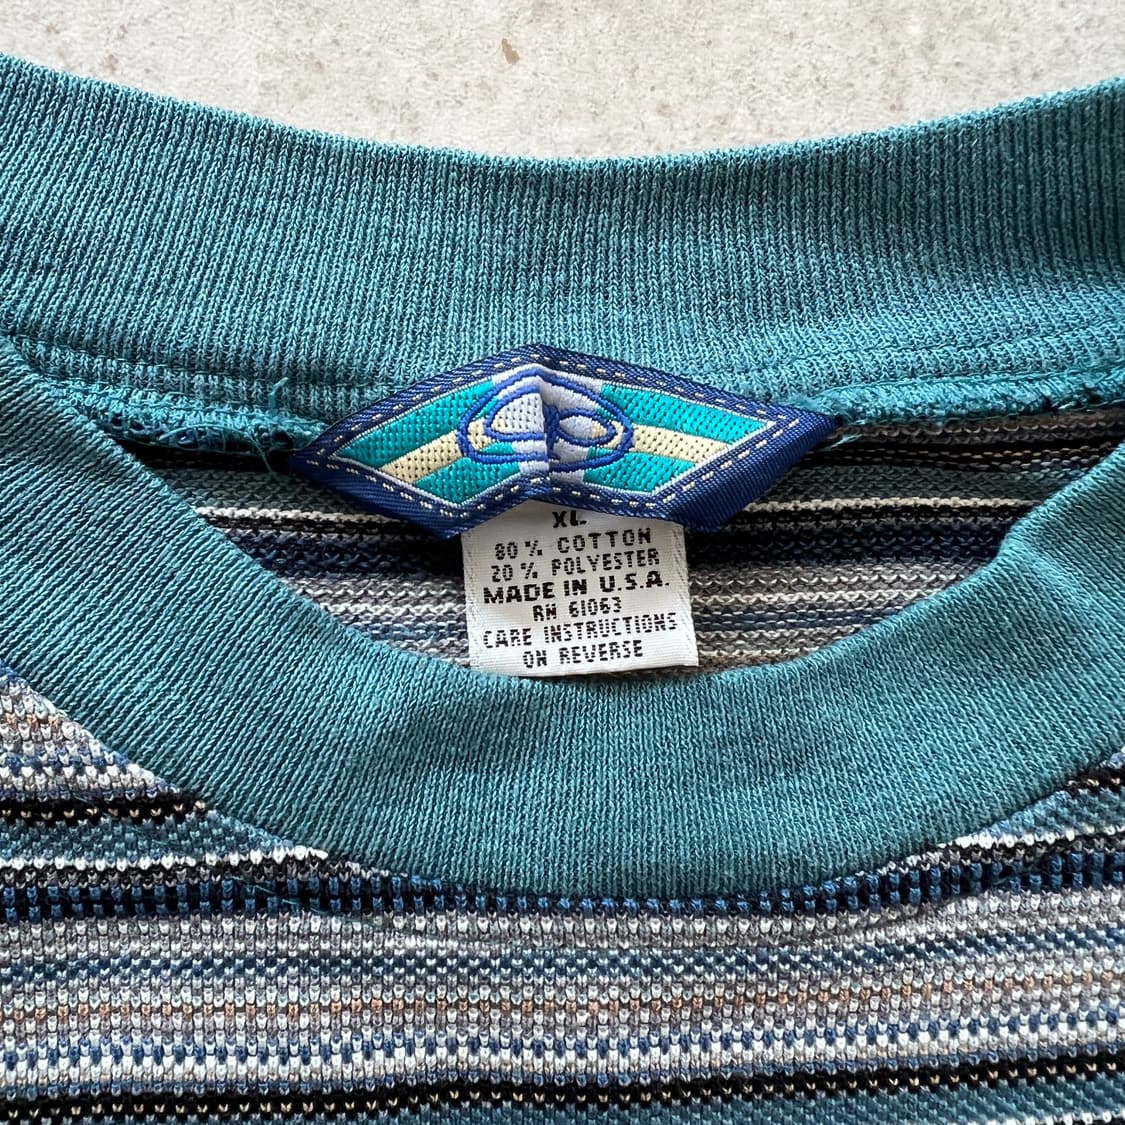 XL
80% COTTON
20% POLYESTER
MADE IN U.S.A.
RN 61063
CARE INSTRUCTIONS
ON REVERSE